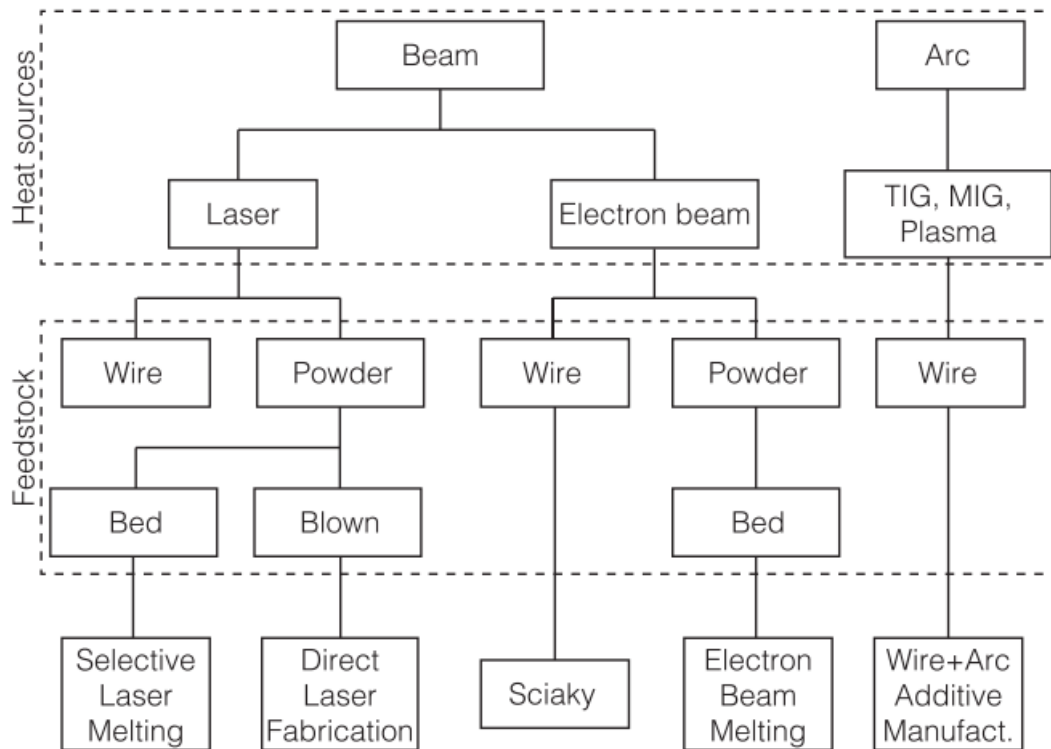 Heat sources
Beam
Arc
Laser
Electron beam
TIG, MIG,
Plasma
Feedstock
Wire
Powder
Wire
Powder
Wire
Bed
Blown
Bed
Selective
Laser
Melting
Direct
Laser
Fabrication
Sciaky
Electron
Beam
Melting
Wire+Arc
Additive
Manufact.